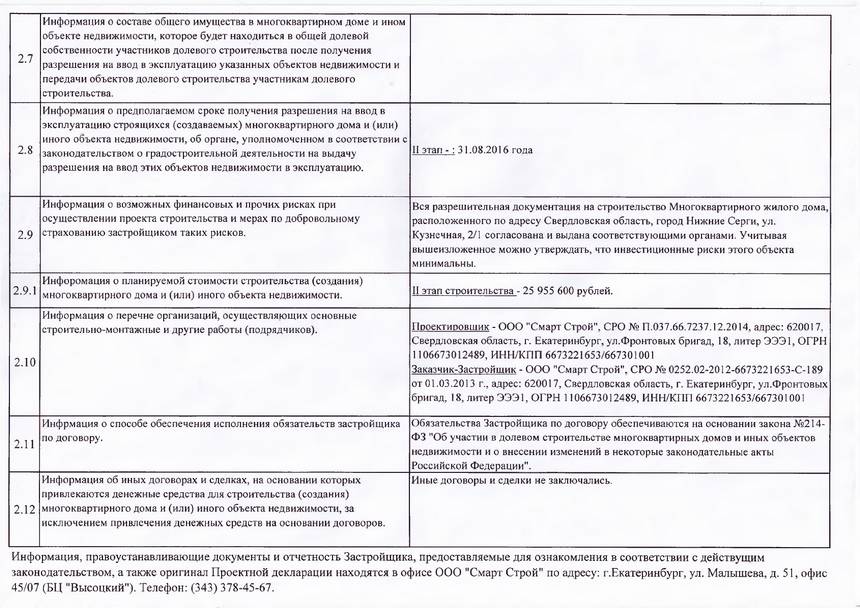 2.7
Информация о составе общего имущества в многоквартирном доме и ином
объекте недвижимости, которое будет находиться в общей долевой
собственности участников долевого строительства после получения
разрешения на ввод в эксплуатацию указанных объектов недвижимости и
передачи объектов долевого строительства участникам долевого
строительства.
2.8
Информация о предполагаемом сроке получения разрешения на ввод в
эксплуатацию строящихся (создаваемых) многоквартирного дома и (или)
иного объекта недвижимости, об органе, уполномоченном в соответствии с
законодательством о градостроительной деятельности на выдачу
разрешения на ввод этих объектов недвижимости в эксплуатацию.
II этап - : 31.08.2016 года
2.9
Информация о возможных финансовых и прочих рисках при
осуществлении проекта строительства и мерах по добровольному
страхованию застройщиком таких рисков.
Вся разрешительная документация на строительство Многоквартирного жилого дома,
расположенного по адресу Свердловская область, город Нижние Серги, ул.
Кузнечная, 2/1 согласована и выдана соответствующими органами. Учитывая
вышеизложенное можно утверждать, что инвестиционные риски этого объекта
минимальны.
2.9.1
Инфоромация о планируемой стоимости строительства (создания)
многоквартирного дома и (или) иного объекта недвижимости.
II этап строительства - 25 955 600 рублей.
2.10
Информация о перечне организаций, осуществляющих основные
строительно-монтажные и другие работы (подрядчиков).
Проектировщик - ООО "Смарт Строй", СРО № П.037.66.7237.12.2014, адрес: 620017,
Свердловская область, г. Екатеринбург, ул.Фронтовых бригад, 18, литер ЭЭЭ1, ОГРН
1106673012489, ИНН/КПП 6673221653/667301001
Заказчик-Застройщик - ООО "Смарт Строй", СРО № 0252.02-2012-6673221653-С-189
от 01.03.2013 г., адрес: 620017, Свердловская область, г. Екатеринбург, ул.Фронтовых
бригад, 18, литер ЭЭЭ1, ОГРН 1106673012489, ИНН/КПП 6673221653/667301001
2.11
Инфрмация о способе обеспечения исполнения обязательств застройщика
по договору.
Обязательства Застройщика по договору обеспечиваются на основании закона №214-
ФЗ "Об участии в долевом строительстве многоквартирных домов и иных объектов
недвижимости и о внесении изменений в некоторые законодательные акты
Российской Федерации".
2.12
Информация об иных договорах и сделках, на основании которых
привлекаются денежные средства для строительства (создания)
многоквартирного дома и (или) иного объекта недвижимости, за
исключением привлечения денежных средств на основании договоров.
Иные договоры и сделки не заключались.
Информация, правоустанавливающие документы и отчетность Застройщика, предоставляемые для ознакомления в соответствии с действущим
законодательством, а также оригинал Проектной декларации находятся в офисе ООО "Смарт Строй" по адресу: г.Екатеринбург, ул. Малышева, д. 51, офис
45/07 (БЦ "Высоцкий"). Телефон: (343) 378-45-67.